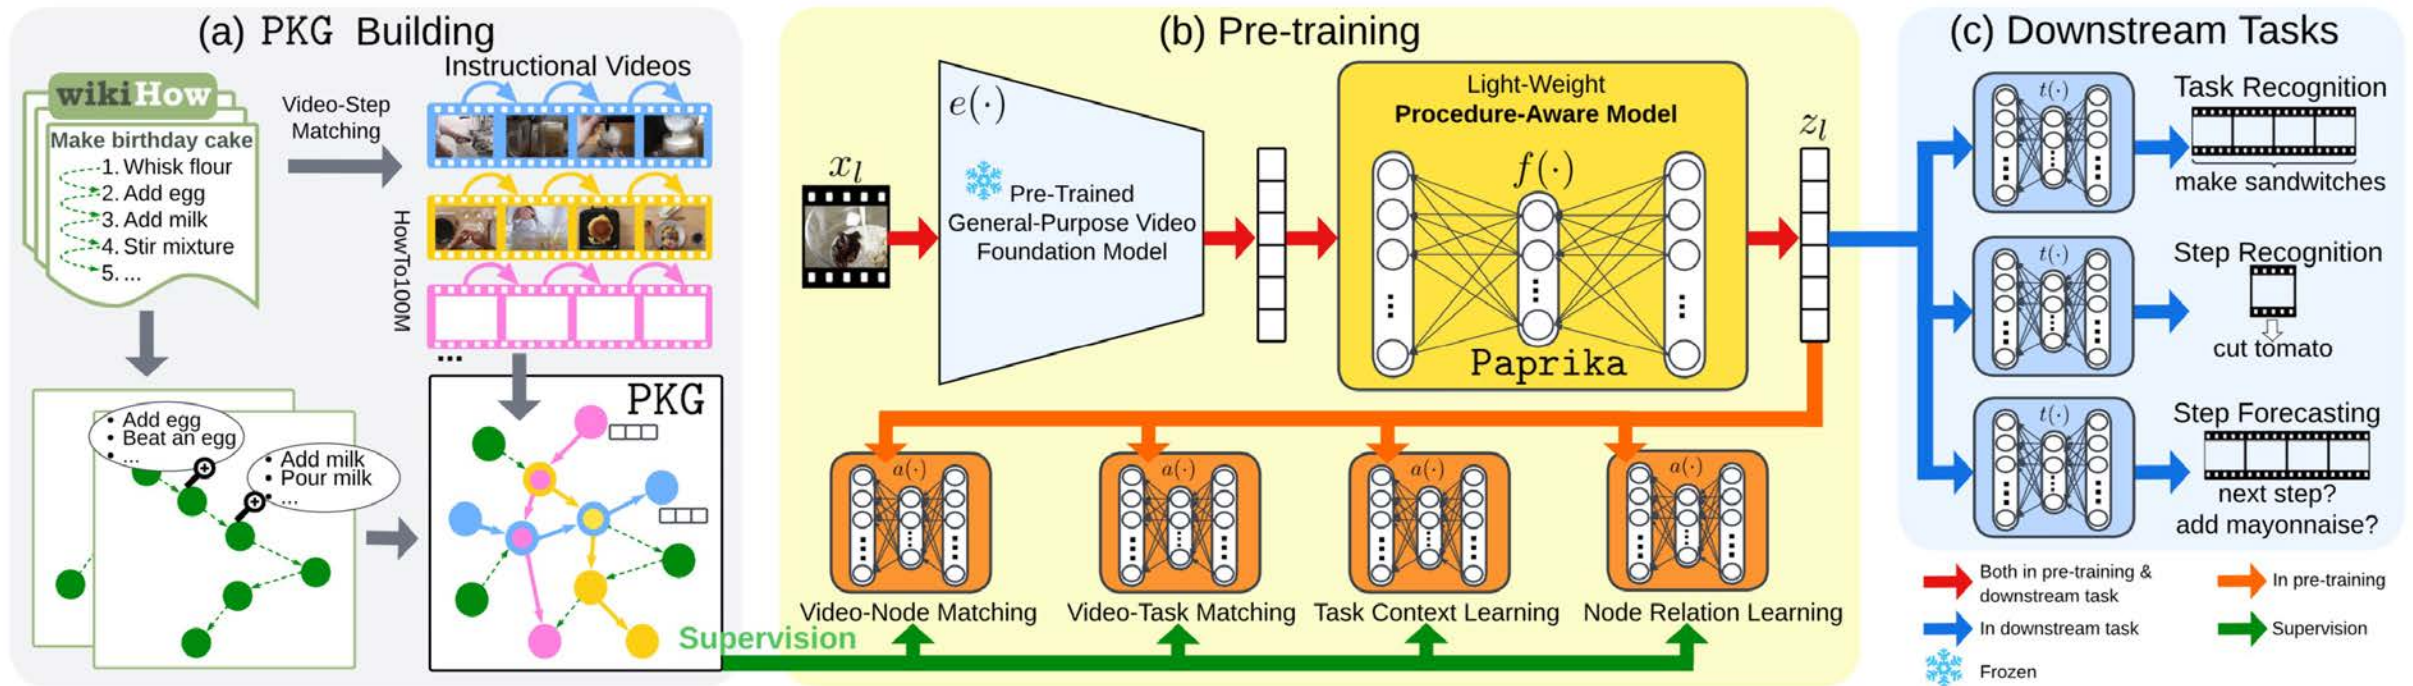 (a) PKG Building
wikiHow
Make birthday cake
1. Whisk flour
2. Add egg
3. Add milk
4. Stir mixture
5. ...
Video-Step
Matching
Instructional Videos
HowTo100M
...
Add egg
Beat an egg
...
Add milk
Pour milk
...
PKG
Supervision
(b) Pre-training
x_l
e(·)
Pre-Trained
General-Purpose Video
Foundation Model
Light-Weight
Procedure-Aware Model
f(·)
Paprika
z_l
a(·)
a(·)
a(·)
a(·)
Video-Node Matching
Video-Task Matching
Task Context Learning
Node Relation Learning
(c) Downstream Tasks
t(·)
Task Recognition
make sandwitches
t(·)
Step Recognition
cut tomato
t(·)
Step Forecasting
next step?
add mayonnaise?
Both in pre-training &
downstream task
In pre-training
In downstream task
Supervision
Frozen